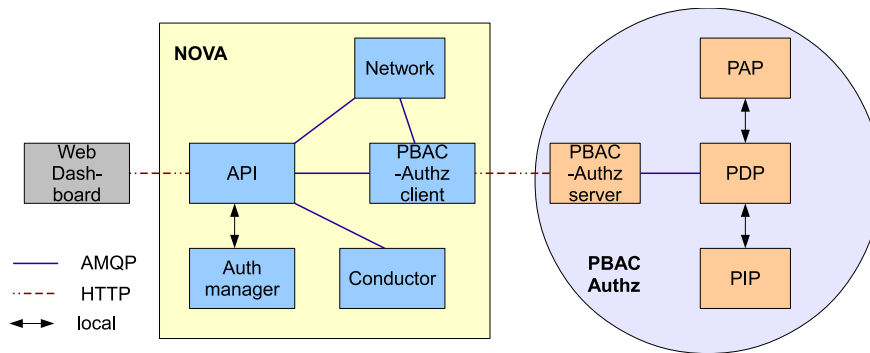 NOVA
Network
PAP
Web
Dash-
board
API
PBAC
-Authz
client
PBAC
-Authz
server
PDP
Auth
manager
Conductor
PBAC
Authz
PIP
AMQP
HTTP
local